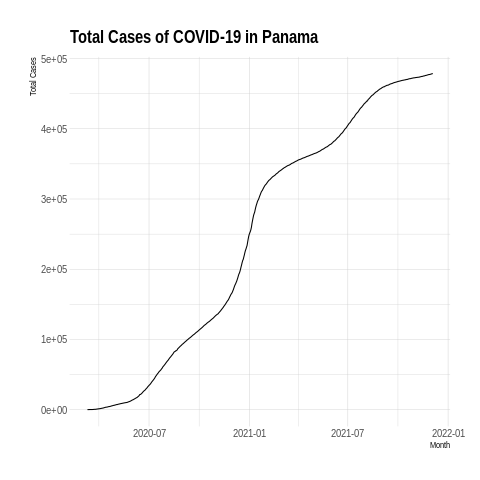 Total Cases of COVID-19 in Panama
Total Cases
5e+05
4e+05
3e+05
2e+05
1e+05
0e+00
2020-07 2021-01 2021-07 2022-01
Month